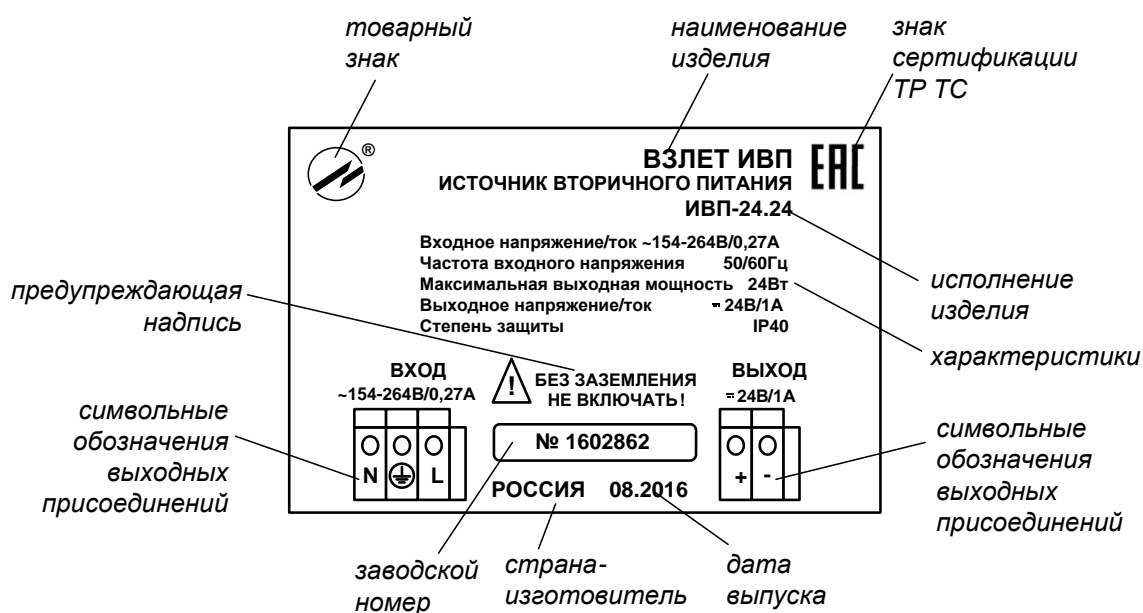 товарный
знак
наименование
изделия
знак
сертификации
ТР ТС
®
ВЗЛЕТ ИВП
EAC
ИСТОЧНИК ВТОРИЧНОГО ПИТАНИЯ
ИВП-24.24
Входное напряжение/ток ~154-264В/0,27А
Частота входного напряжения 50/60Гц
Максимальная выходная мощность 24Вт
Выходное напряжение/ток ⎓24В/1А
Степень защиты IP40
предупреждающая
надпись
исполнение
изделия
характеристики
ВХОД
~154-264В/0,27А
!
БЕЗ ЗАЗЕМЛЕНИЯ
НЕ ВКЛЮЧАТЬ!
ВЫХОД
⎓24В/1А
символьные
обозначения
выходных
присоединений
N L
№ 1602862
+ -
РОССИЯ 08.2016
символьные
обозначения
выходных
присоединений
заводской
номер
страна-
изготовитель
дата
выпуска